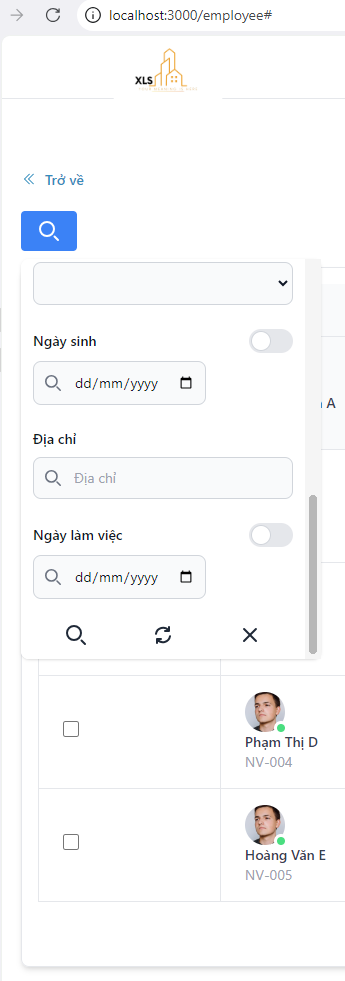 localhost:3000/employee#
XLS
Trở về
Ngày sinh
dd/mm/yyyy
A
Địa chỉ
Địa chỉ
Ngày làm việc
dd/mm/yyyy
Phạm Thị D
NV-004
Hoàng Văn E
NV-005